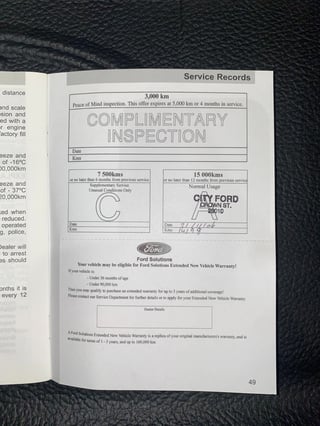 distance
and scale
sion and
ed with a
r engine
actory fill
eeze and
of -16°C
00,000km
eeze and
of - 37°C
20,000km
ked when
reduced.
operated
g, police,
Dealer will
to arrest
es should
onths it is
every 12
Service Records
3,000 km
Peace of Mind inspection. This offer expires at 3,000 km or 4 months in service.
COMPLIMENTARY
INSPECTION
Date
Kms
7 500kms
or no later than 6 months from previous service
Supplementary Service
Unusual Conditions Only
C
Date
Kms
15 000kms
or no later than 12 months from previous service
Normal Usage
A
CITY FORD
CROWN ST.
Date
Kms
Ford
Ford Solutions
Your vehicle may be eligible for Ford Solutions Extended New Vehicle Warranty!
If your vehicle is:
- Under 36 months of age
- Under 90,000 km
Then you may qualify to purchase an extended warranty for up to 3 years of additional coverage!
Please contact our Service Department for further details or to apply for your Extended New Vehicle Warranty
Dealer Details
A Ford Solutions Extended New Vehicle Warranty is a replica of your original manufacturer's warranty, and is
available for terms of 1 - 3 years, and up to 160,000 km
49